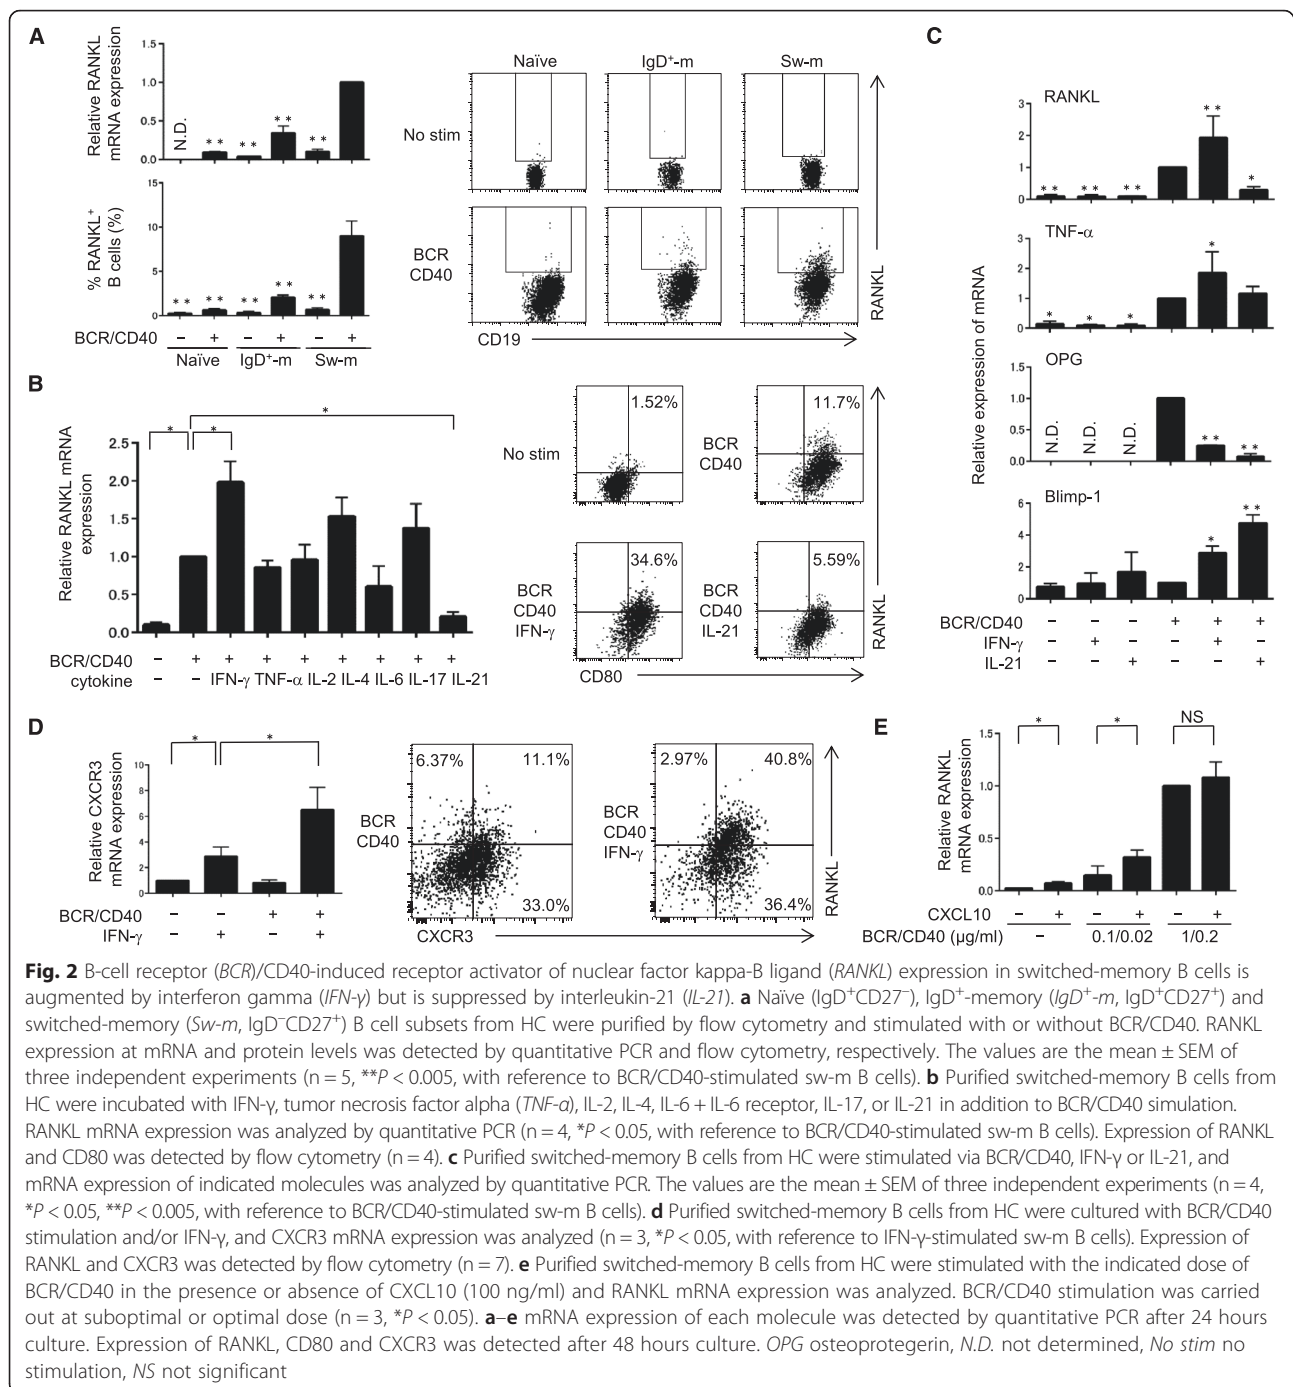 A
Relative RANKL
mRNA expression
1.5
1.0
0.5
0.0
N.D.
* *
* *
* *
* *
% RANKL+
B cells (%)
15
10
5
0
* *
* *
* *
* *
* *
BCR/CD40
− + − + − +
Naïve IgD+-m Sw-m
Naïve IgD+-m Sw-m
No stim
BCR
CD40
RANKL
CD19
B
Relative RANKL mRNA
expression
2.5
2.0
1.5
1.0
0.5
0.0
*
*
*
BCR/CD40 − + + + + + + + +
cytokine − − IFN-γ TNF-α IL-2 IL-4 IL-6 IL-17 IL-21
No stim
1.52%
BCR
CD40
11.7%
BCR
CD40
IFN-γ
34.6%
BCR
CD40
IL-21
5.59%
RANKL
CD80
C
Relative expression of mRNA
RANKL
3
2
1
0
* * * * * * * * *
TNF-α
3
2
1
0
* * * *
OPG
1.5
1.0
0.5
0.0
N.D. N.D. N.D. * * * *
Blimp-1
6
4
2
0
* * *
BCR/CD40 − − − + + +
IFN-γ − + − − + −
IL-21 − − + − − +
D
Relative CXCR3
mRNA expression
10
8
6
4
2
0
* *
BCR/CD40 − − + +
IFN-γ − + − +
BCR
CD40
6.37% 11.1%
33.0%
BCR
CD40
IFN-γ
2.97% 40.8%
36.4%
RANKL
CXCR3
E
Relative RANKL
mRNA expression
1.5
1.0
0.5
0.0
* * NS
CXCL10 − + − + − +
BCR/CD40 (µg/ml) − 0.1/0.02 1/0.2
Fig. 2 B-cell receptor (BCR)/CD40-induced receptor activator of nuclear factor kappa-B ligand (RANKL) expression in switched-memory B cells is
augmented by interferon gamma (IFN-γ) but is suppressed by interleukin-21 (IL-21). a Naïve (IgD+CD27−), IgD+-memory (IgD+-m, IgD+CD27+) and
switched-memory (Sw-m, IgD−CD27+) B cell subsets from HC were purified by flow cytometry and stimulated with or without BCR/CD40. RANKL
expression at mRNA and protein levels was detected by quantitative PCR and flow cytometry, respectively. The values are the mean ± SEM of
three independent experiments (n = 5, **P < 0.005, with reference to BCR/CD40-stimulated sw-m B cells). b Purified switched-memory B cells from
HC were incubated with IFN-γ, tumor necrosis factor alpha (TNF-α), IL-2, IL-4, IL-6 + IL-6 receptor, IL-17, or IL-21 in addition to BCR/CD40 simulation.
RANKL mRNA expression was analyzed by quantitative PCR (n = 4, *P < 0.05, with reference to BCR/CD40-stimulated sw-m B cells). Expression of RANKL
and CD80 was detected by flow cytometry (n = 4). c Purified switched-memory B cells from HC were stimulated via BCR/CD40, IFN-γ or IL-21, and
mRNA expression of indicated molecules was analyzed by quantitative PCR. The values are the mean ± SEM of three independent experiments (n = 4,
*P < 0.05, **P < 0.005, with reference to BCR/CD40-stimulated sw-m B cells). d Purified switched-memory B cells from HC were cultured with BCR/CD40
stimulation and/or IFN-γ, and CXCR3 mRNA expression was analyzed (n = 3, *P < 0.05, with reference to IFN-γ-stimulated sw-m B cells). Expression of
RANKL and CXCR3 was detected by flow cytometry (n = 7). e Purified switched-memory B cells from HC were stimulated with the indicated dose of
BCR/CD40 in the presence or absence of CXCL10 (100 ng/ml) and RANKL mRNA expression was analyzed. BCR/CD40 stimulation was carried
out at suboptimal or optimal dose (n = 3, *P < 0.05). a–e mRNA expression of each molecule was detected by quantitative PCR after 24 hours
culture. Expression of RANKL, CD80 and CXCR3 was detected after 48 hours culture. OPG osteoprotegerin, N.D. not determined, No stim no
stimulation, NS not significant